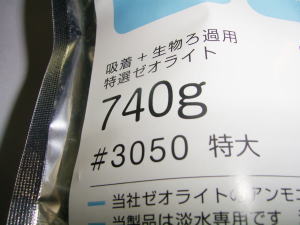 吸着+生物ろ過用
特選ゼオライト
740g
#3050 特大
当社ゼオライトのアンモ
当製品は淡水専用です